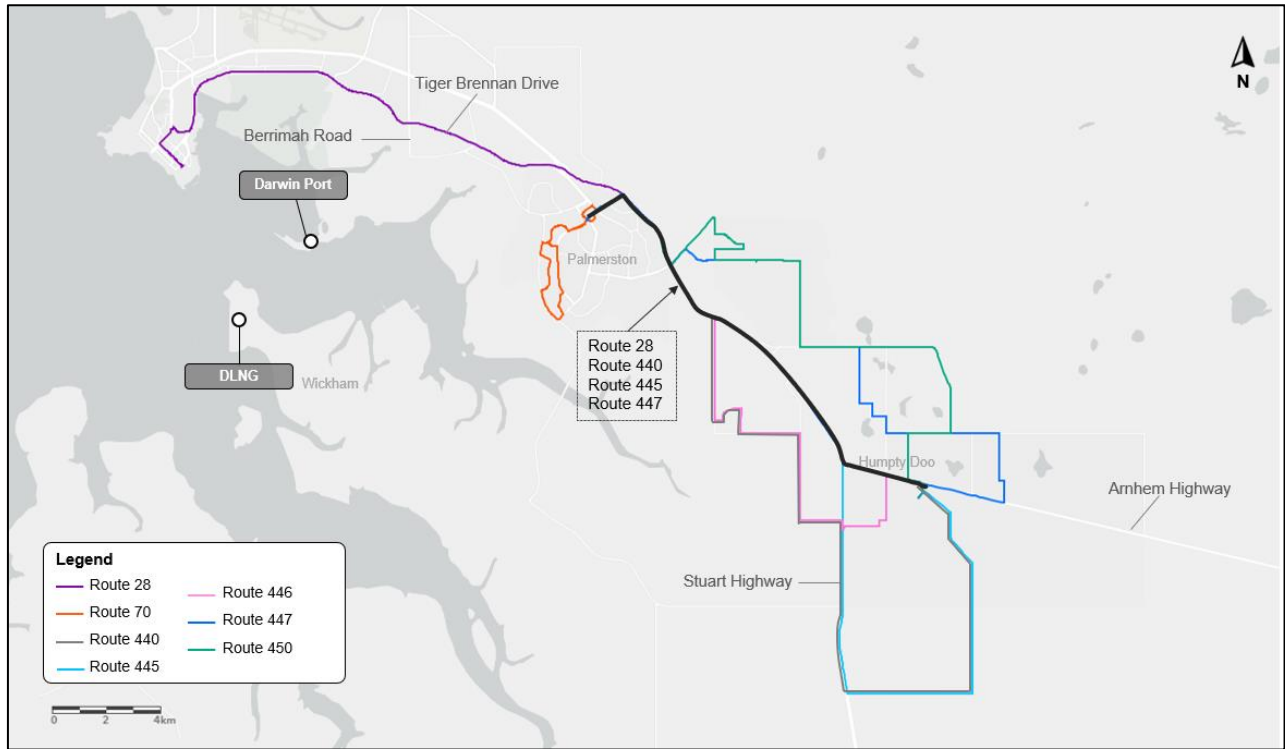 N
Tiger Brennan Drive
Berrimah Road
Darwin Port
Palmerston
Route 28
Route 440
Route 445
Route 447
DLNG
Wickham
Humpty Doo
Arnhem Highway
Stuart Highway
Legend
Route 28
Route 70
Route 440
Route 445
Route 446
Route 447
Route 450
0 2 4km